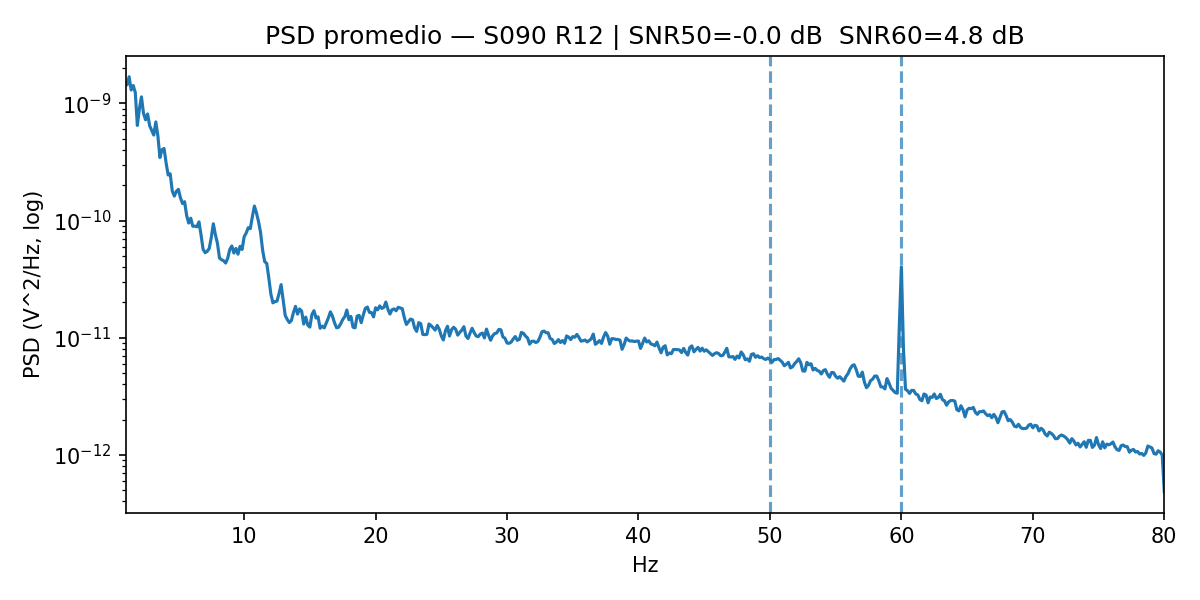 PSD promedio — S090 R12 | SNR50=-0.0 dB  SNR60=4.8 dB
PSD (V^2/Hz, log)
10⁻⁹
10⁻¹⁰
10⁻¹¹
10⁻¹²
10 20 30 40 50 60 70 80
Hz